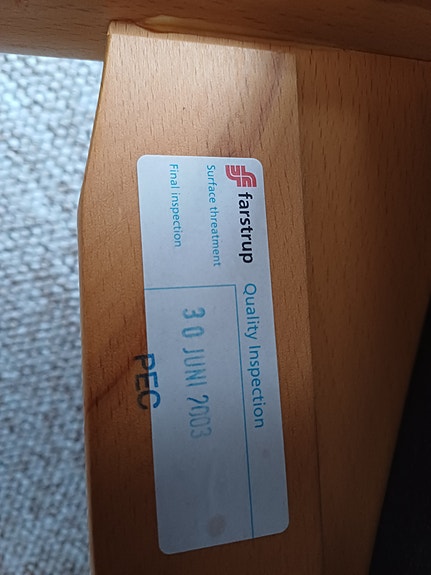 farstrup Quality Inspection
Surface threatment 30 JUNI 2003
Final inspection PEC